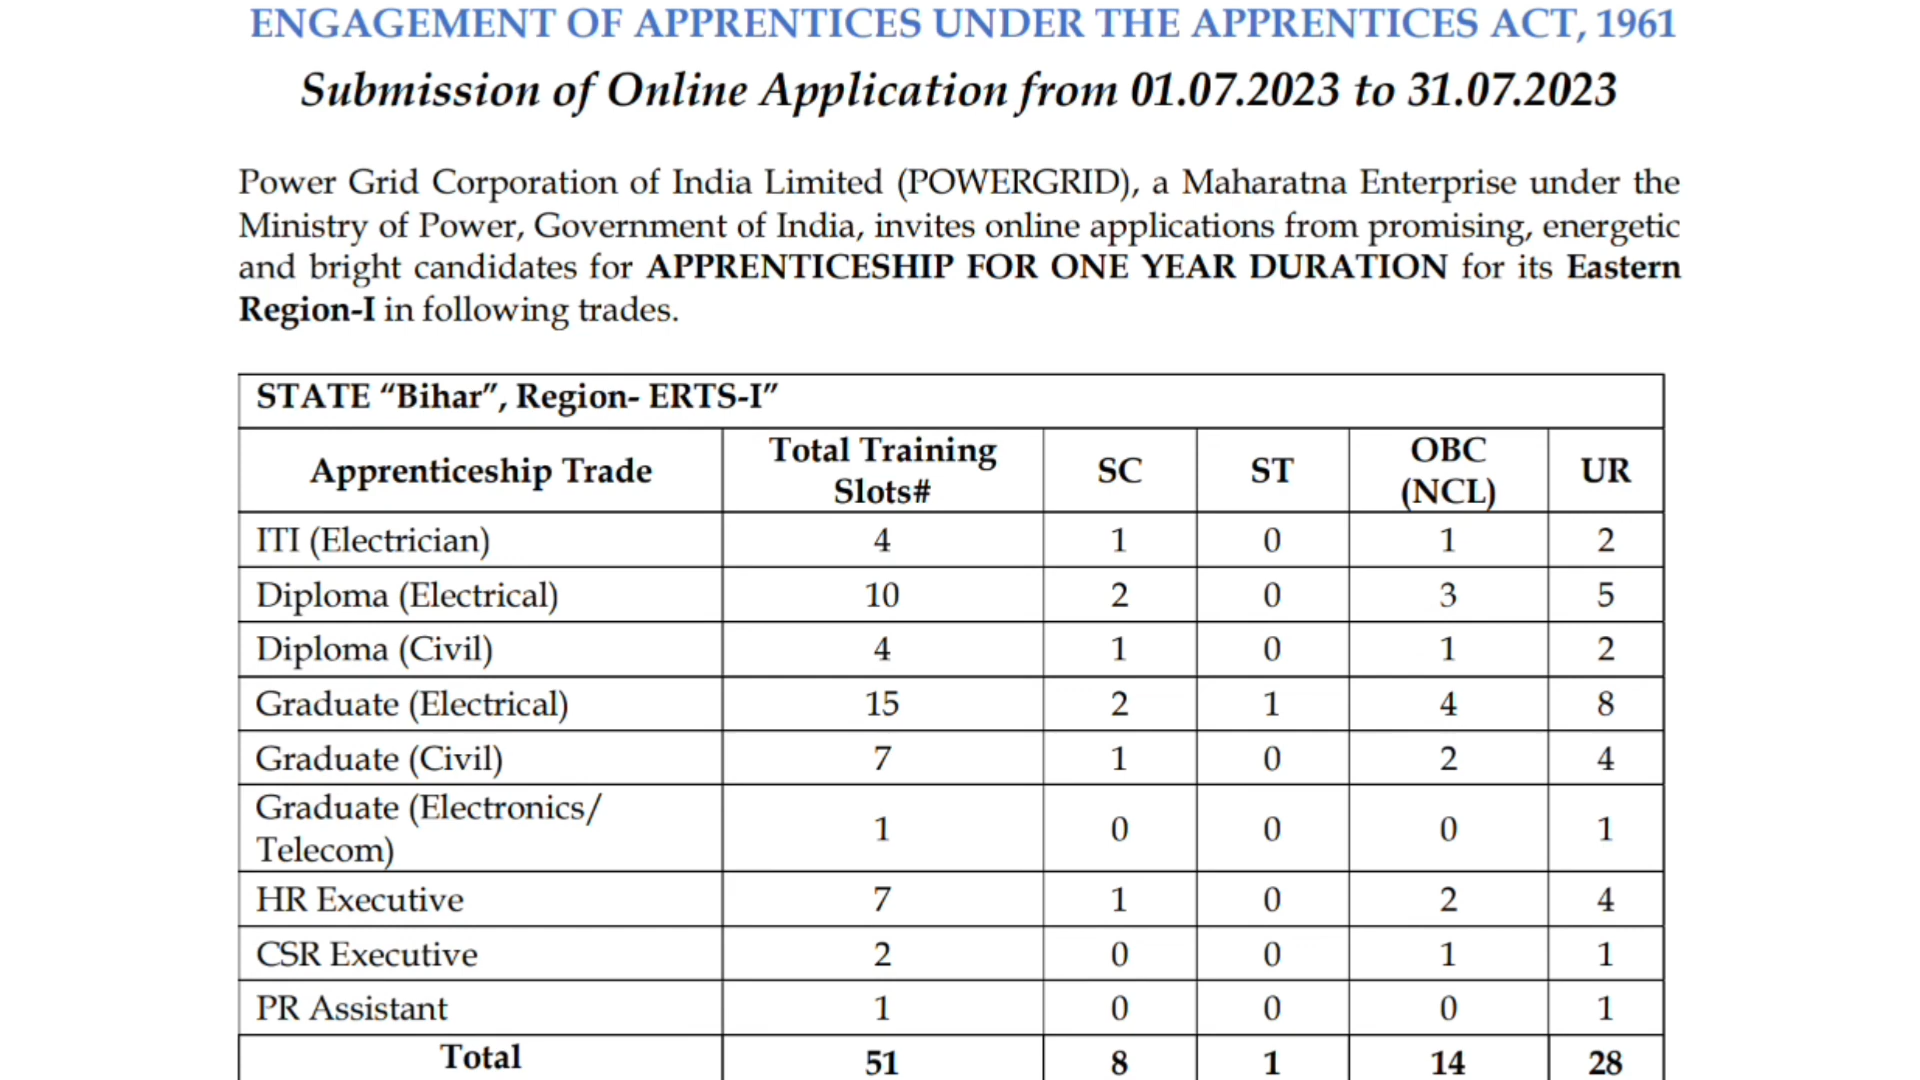 ENGAGEMENT OF APPRENTICES UNDER THE APPRENTICES ACT, 1961
Submission of Online Application from 01.07.2023 to 31.07.2023
Power Grid Corporation of India Limited (POWERGRID), a Maharatna Enterprise under the
Ministry of Power, Government of India, invites online applications from promising, energetic
and bright candidates for APPRENTICESHIP FOR ONE YEAR DURATION for its Eastern
Region-I in following trades.
STATE “Bihar”, Region- ERTS-I”
Apprenticeship Trade Total Training Slots# SC ST OBC (NCL) UR
ITI (Electrician) 4 1 0 1 2
Diploma (Electrical) 10 2 0 3 5
Diploma (Civil) 4 1 0 1 2
Graduate (Electrical) 15 2 1 4 8
Graduate (Civil) 7 1 0 2 4
Graduate (Electronics/ Telecom) 1 0 0 0 1
HR Executive 7 1 0 2 4
CSR Executive 2 0 0 1 1
PR Assistant 1 0 0 0 1
Total 51 8 1 14 28